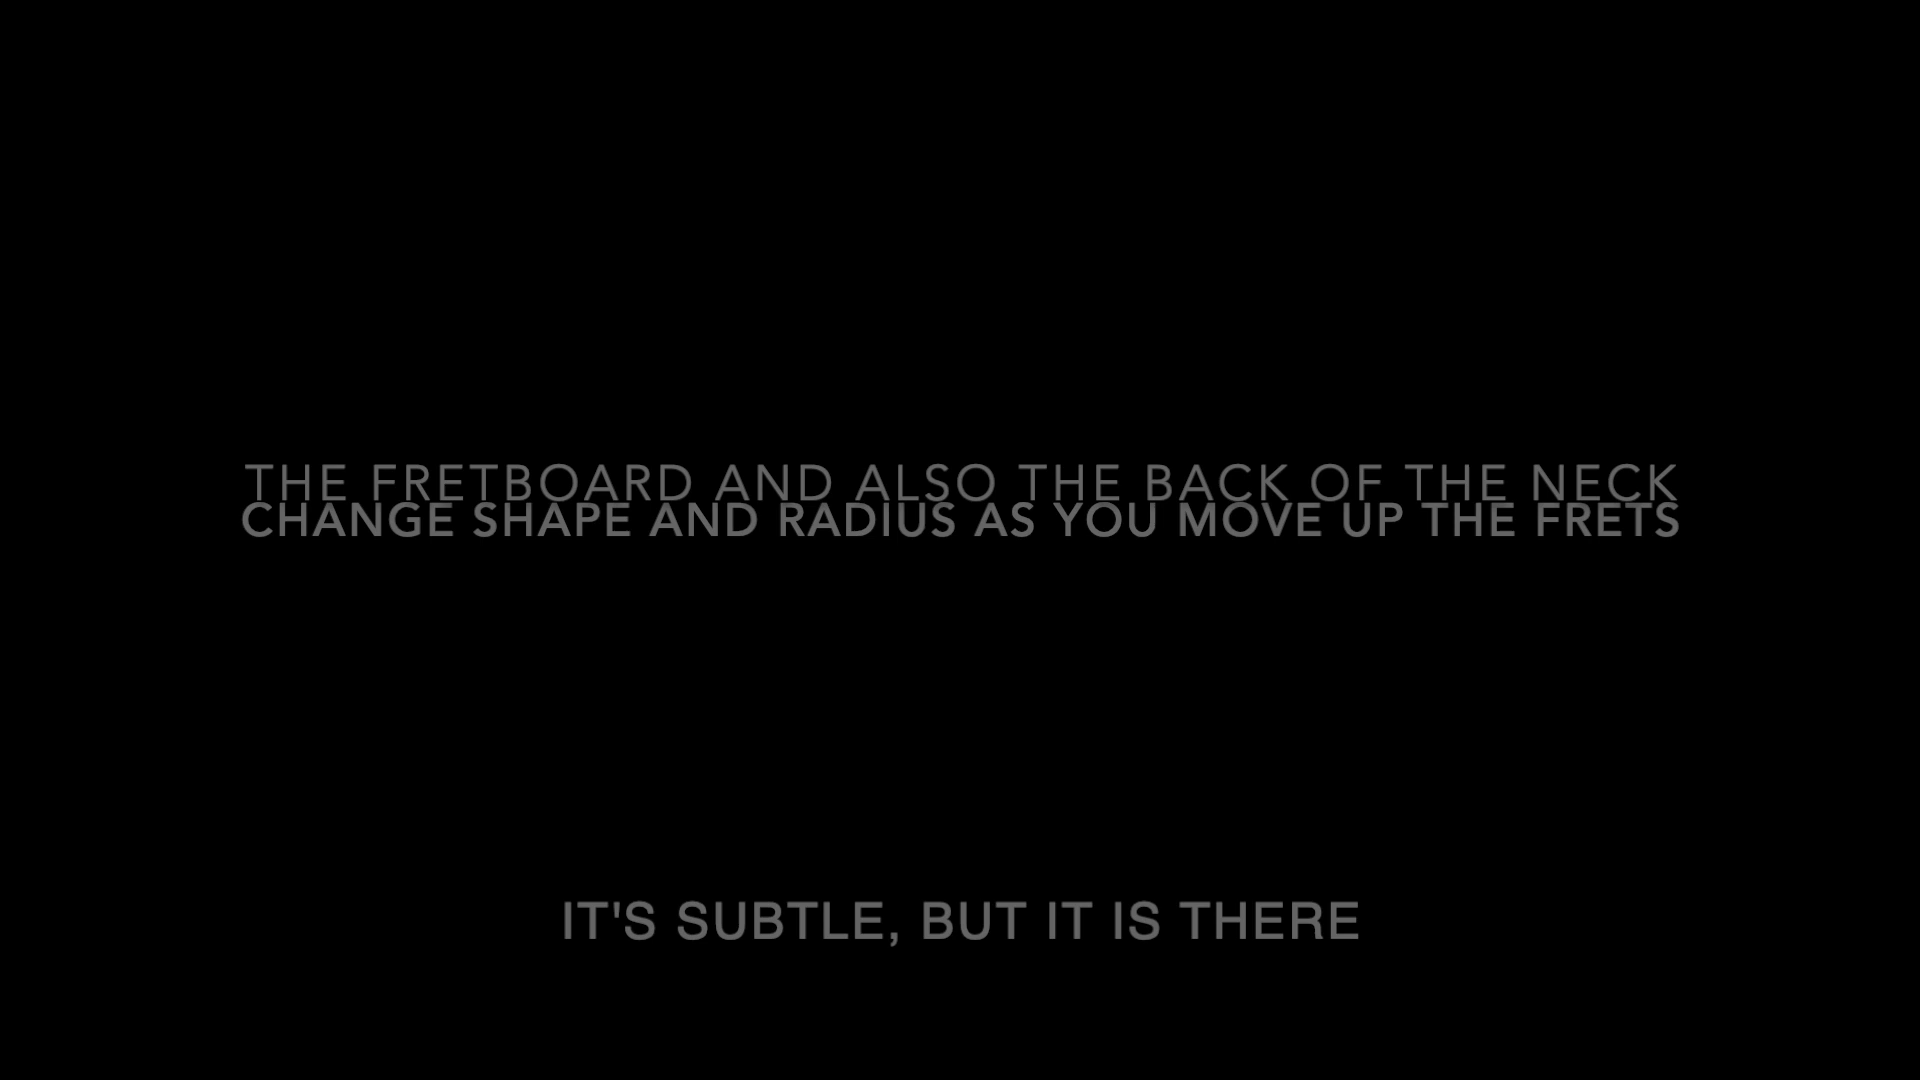 THE FRETBOARD AND ALSO THE BACK OF THE NECK
CHANGE SHAPE AND RADIUS AS YOU MOVE UP THE FRETS
IT'S SUBTLE, BUT IT IS THERE